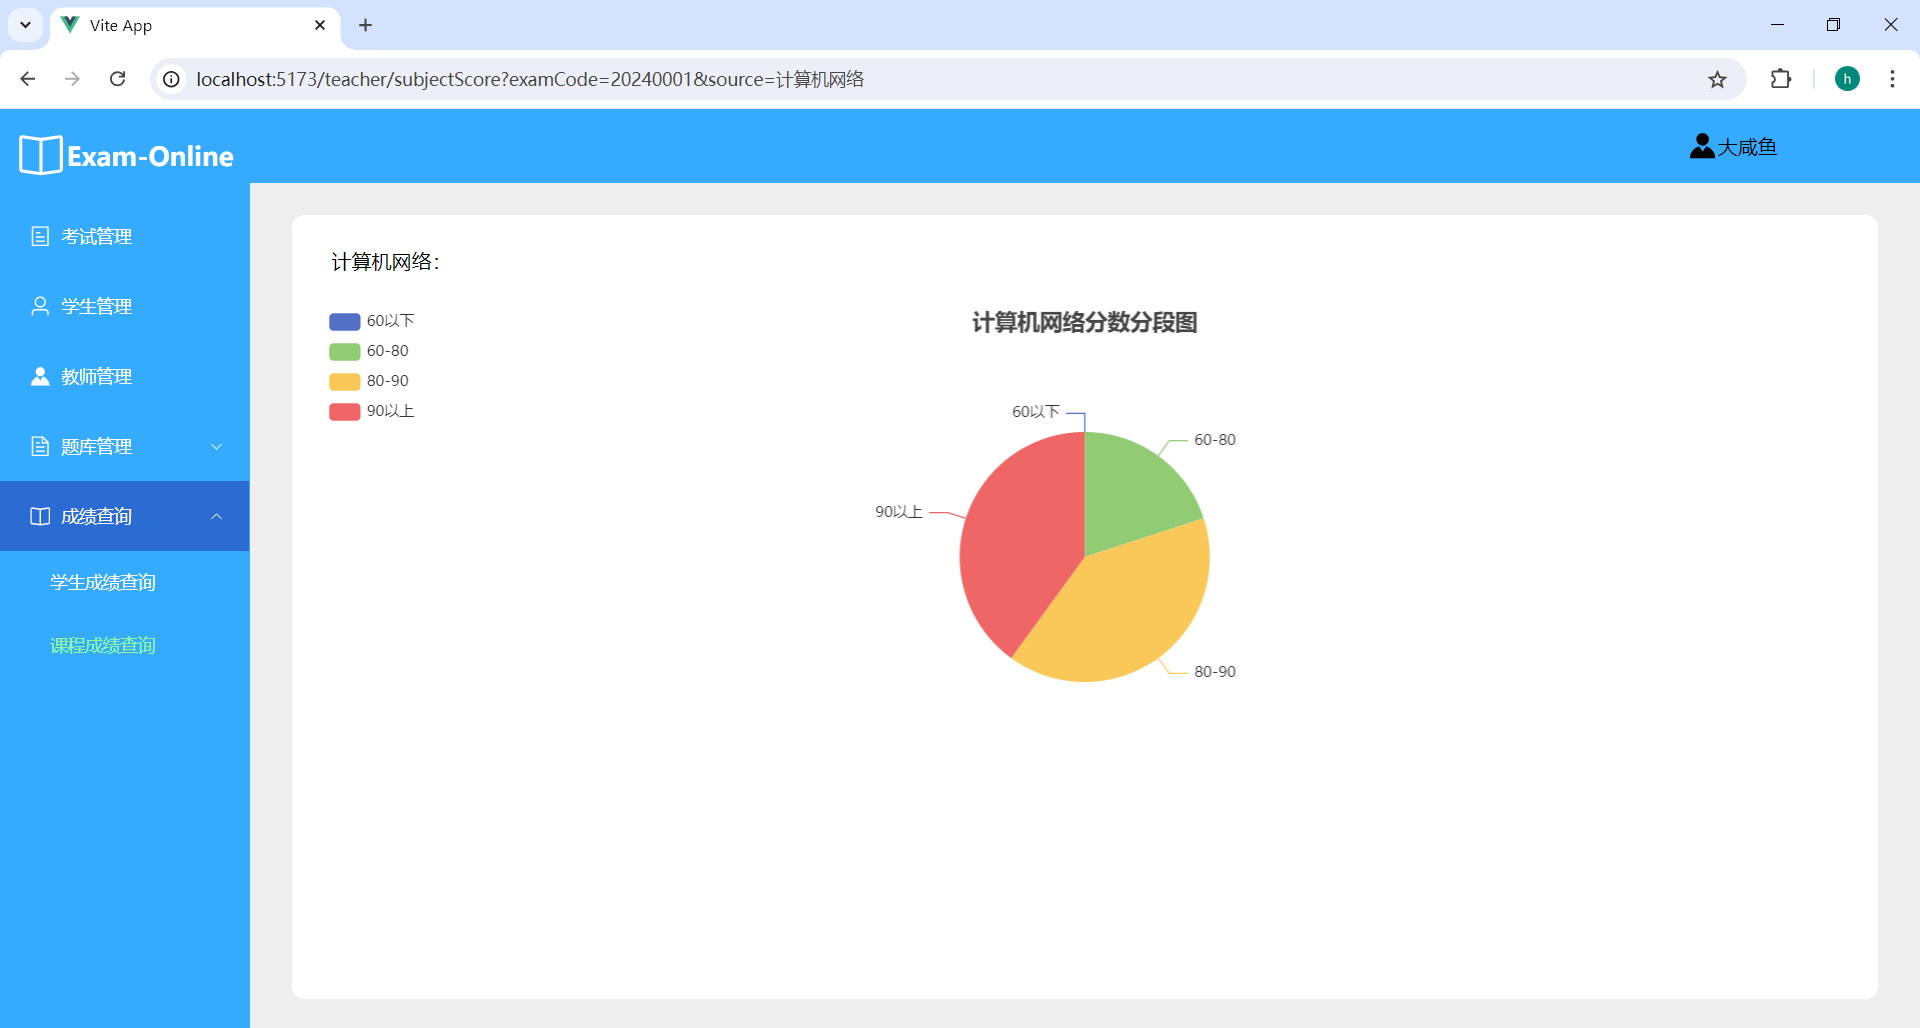 Vite App
localhost:5173/teacher/subjectScore?examCode=20240001&source=计算机网络
h
Exam-Online
大咸鱼
考试管理
学生管理
教师管理
题库管理
成绩查询
学生成绩查询
课程成绩查询
计算机网络：
60以下
60-80
80-90
90以上
计算机网络分数分段图
60以下
60-80
90以上
80-90